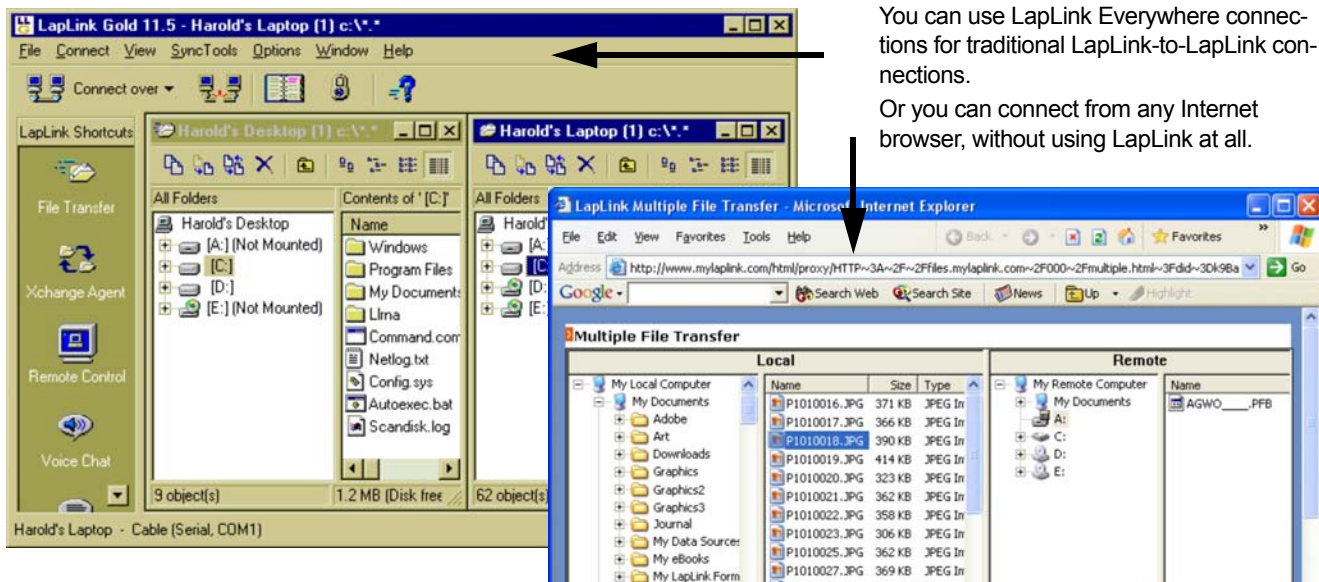 LapLink Gold 11.5 - Harold's Laptop (1) c:\*.*
File Connect View SyncTools Options Window Help
Connect over
LapLink Shortcuts
File Transfer
Xchange Agent
Remote Control
Voice Chat
Harold's Desktop (1) c:\*.*
All Folders
Contents of ' [C:]'
Harold's Desktop
[A:] (Not Mounted)
[C:]
[D:]
[E:] (Not Mounted)
Name
Windows
Program Files
My Documents
Llrna
Command.com
Netlog.txt
Config.sys
Autoexec.bat
Scandisk.log
9 object(s)
1.2 MB (Disk free
Harold's Laptop (1) c:\*.*
All Folders
Harold'
[A:
[C:
[D:
[E:
62 object(s)
Harold's Laptop - Cable (Serial, COM1)
You can use LapLink Everywhere connec-
tions for traditional LapLink-to-LapLink con-
nections.
Or you can connect from any Internet
browser, without using LapLink at all.
LapLink Multiple File Transfer - Microsoft Internet Explorer
File Edit View Favorites Tools Help
Back Favorites »
Address http://www.mylaplink.com/html/proxy/HTTP~3A~2F~2Ffiles.mylaplink.com~2F000~2Fmultiple.html~3Fdid~3Dk9Ba Go
Google Search Web Search Site News Up Highlight
Multiple File Transfer
Local
My Local Computer
My Documents
Adobe
Art
Downloads
Graphics
Graphics2
Graphics3
Journal
My Data Sources
My eBooks
My LapLink Form
Name Size Type
P1010016.JPG 371 KB JPEG Im
P1010017.JPG 366 KB JPEG Im
P1010018.JPG 390 KB JPEG Im
P1010019.JPG 414 KB JPEG Im
P1010020.JPG 323 KB JPEG Im
P1010021.JPG 362 KB JPEG Im
P1010022.JPG 358 KB JPEG Im
P1010023.JPG 306 KB JPEG Im
P1010025.JPG 362 KB JPEG Im
P1010027.JPG 369 KB JPEG Im
Remote
My Remote Computer
My Documents
A:
C:
D:
E:
Name
AGWO____.PFB